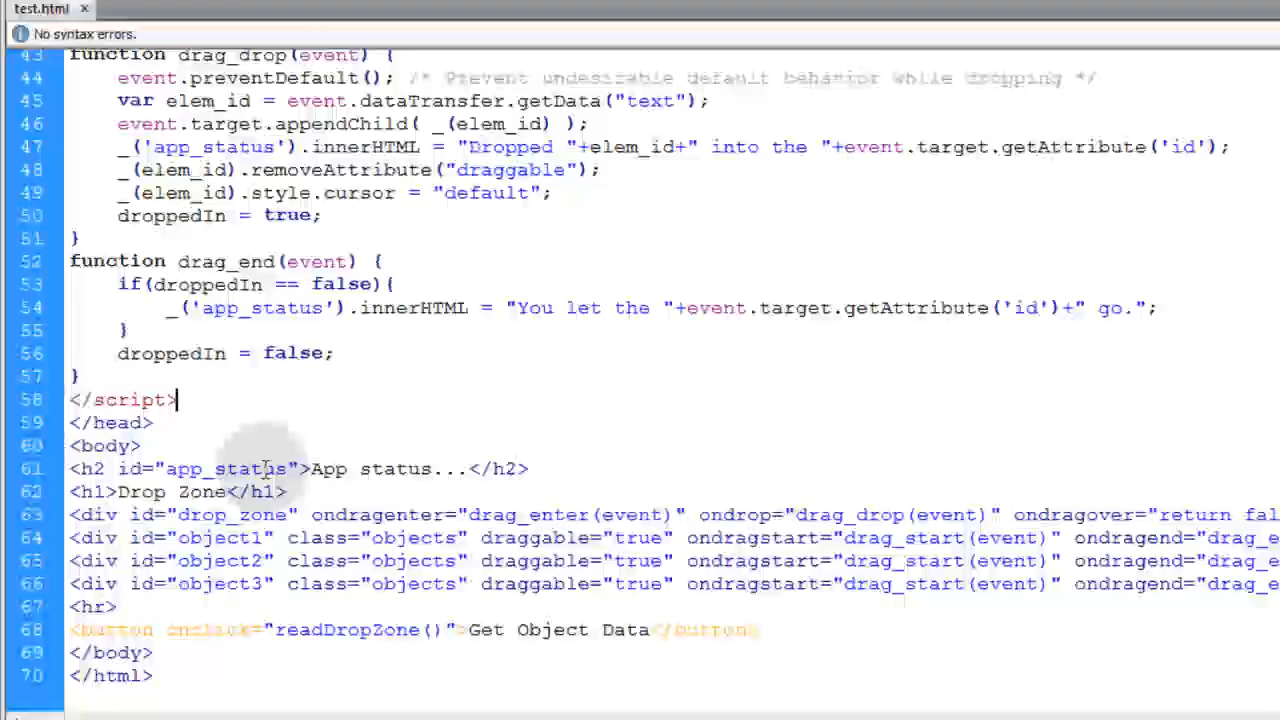 test.html ×
No syntax errors.
43 function drag_drop(event) {
44 event.preventDefault(); /* Prevent undesirable default behavior while dropping */
45 var elem_id = event.dataTransfer.getData("text");
46 event.target.appendChild( _(elem_id) );
47 _('app_status').innerHTML = "Dropped "+elem_id+" into the "+event.target.getAttribute('id');
48 _(elem_id).removeAttribute("draggable");
49 _(elem_id).style.cursor = "default";
50 droppedIn = true;
51 }
52 function drag_end(event) {
53 if(droppedIn == false){
54 _('app_status').innerHTML = "You let the "+event.target.getAttribute('id')+" go.";
55 }
56 droppedIn = false;
57 }
58 </script>
59 </head>
60 <body>
61 <h2 id="app_status">App status...</h2>
62 <h1>Drop Zone</h1>
63 <div id="drop_zone" ondragenter="drag_enter(event)" ondrop="drag_drop(event)" ondragover="return fal
64 <div id="object1" class="objects" draggable="true" ondragstart="drag_start(event)" ondragend="drag_e
65 <div id="object2" class="objects" draggable="true" ondragstart="drag_start(event)" ondragend="drag_e
66 <div id="object3" class="objects" draggable="true" ondragstart="drag_start(event)" ondragend="drag_e
67 <hr>
68 <button onclick="readDropZone()">Get Object Data</button>
69 </body>
70 </html>